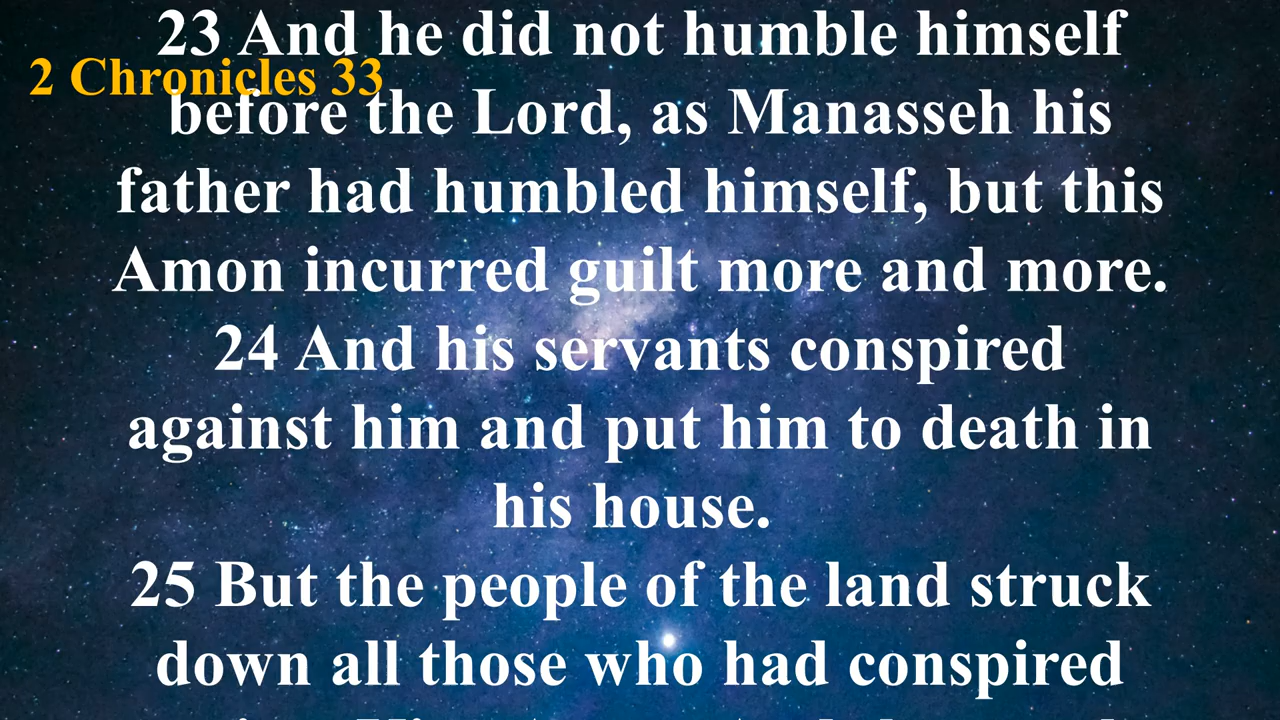 23 And he did not humble himself
2 Chronicles 33
before the Lord, as Manasseh his
father had humbled himself, but this
Amon incurred guilt more and more.
24 And his servants conspired
against him and put him to death in
his house.
25 But the people of the land struck
down all those who had conspired